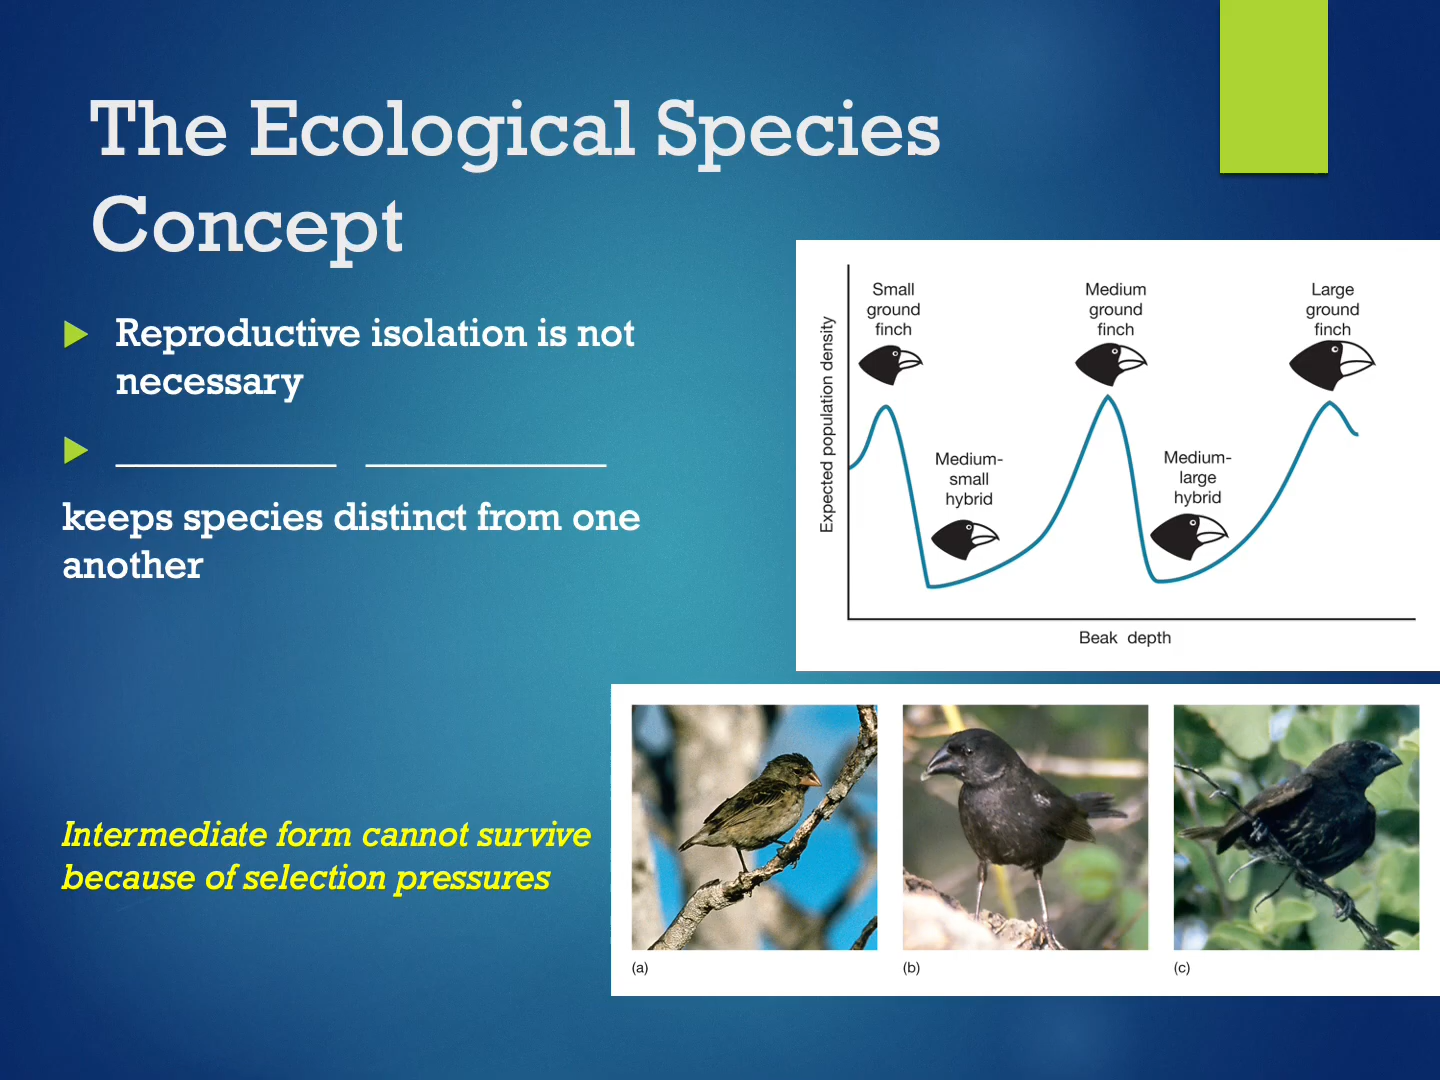 The Ecological Species
Concept
Reproductive isolation is not
necessary
____________ _____________
keeps species distinct from one
another
Intermediate form cannot survive
because of selection pressures
Expected population density
Small
ground
finch
Medium
ground
finch
Large
ground
finch
Medium-
small
hybrid
Medium-
large
hybrid
Beak depth
(a)
(b)
(c)